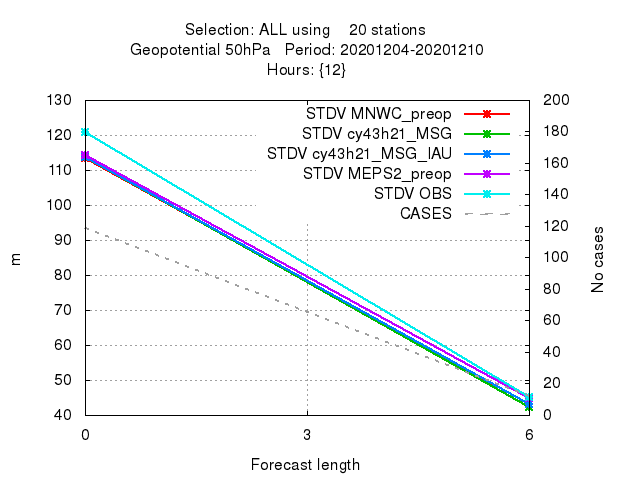 Selection: ALL using    20 stations
Geopotential 50hPa   Period: 20201204-20201210
Hours: {12}
130
120
110
100
90
80
70
60
50
40
m
200
180
160
140
120
100
80
60
40
20
0
No cases
STDV MNWC_preop
STDV cy43h21_MSG
STDV cy43h21_MSG_IAU
STDV MEPS2_preop
STDV OBS
CASES
0 3 6
Forecast length